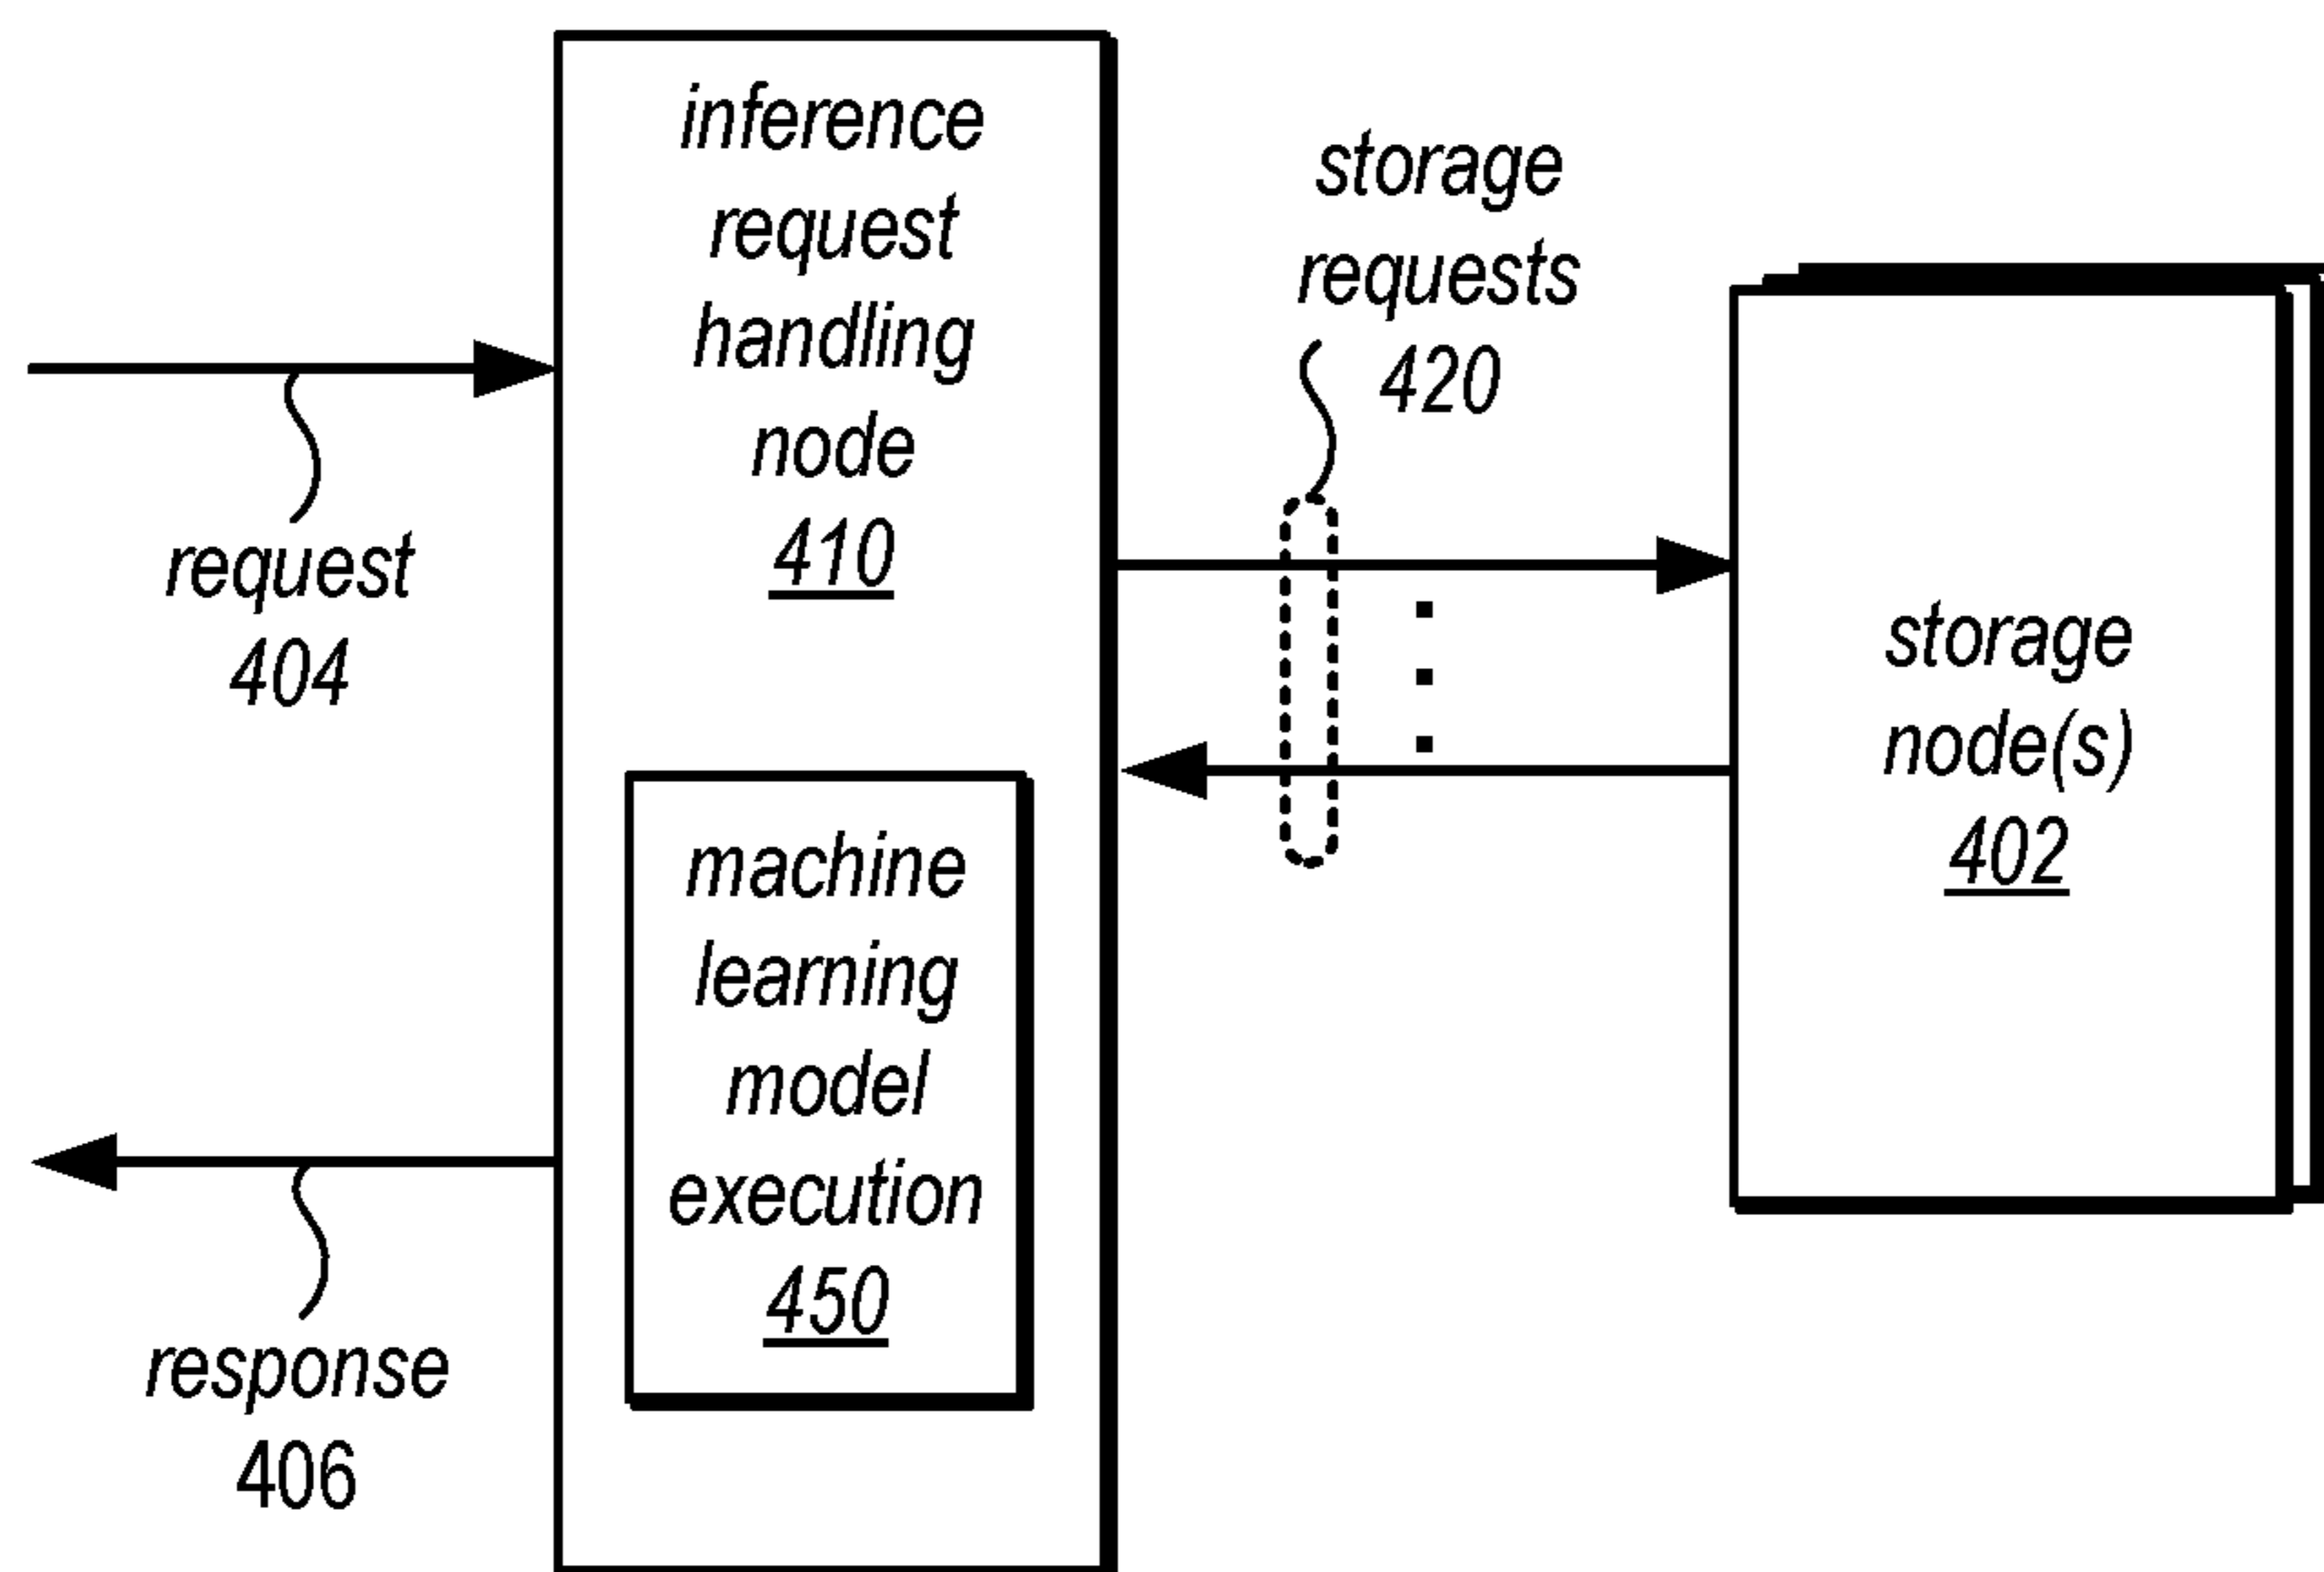 inference
request
handling
node
410
storage
requests
420
request
404
storage
node(s)
402
machine
learning
model
execution
450
response
406